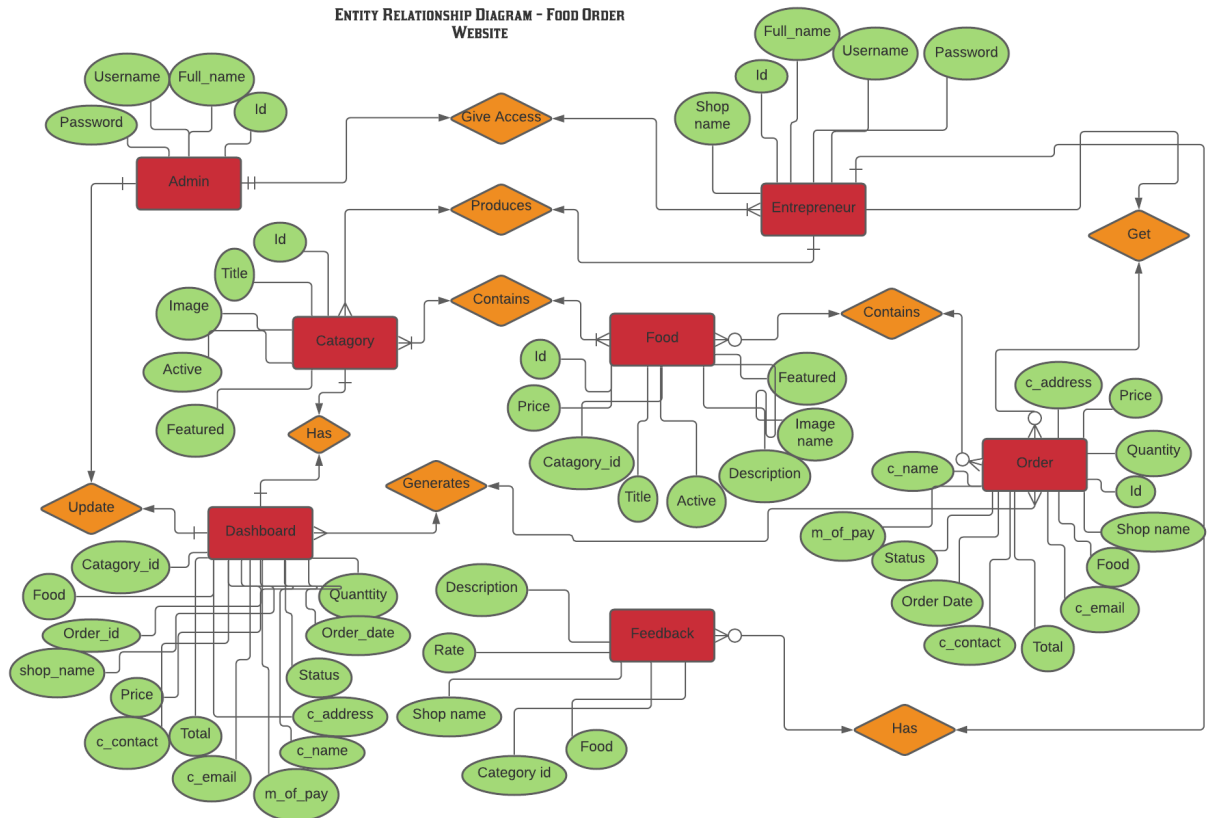 Entity Relationship Diagram - Food Order
Website
Full_name
Username
Password
Id
Shop
name
Username
Full_name
Id
Password
Give Access
Admin
Entrepreneur
Produces
Get
Id
Title
Image
Contains
Contains
Catagory
Food
Active
Id
Featured
c_address
Price
Price
Featured
Has
Image
name
Catagory_id
Description
Title
Active
Order
Quantity
c_name
Id
Generates
Update
Dashboard
m_of_pay
Status
Shop name
Food
Catagory_id
Food
Quanttity
Order_id
Order_date
Description
Order Date
c_email
Feedback
c_contact
Total
Rate
shop_name
Status
Price
c_address
Shop name
c_contact
Total
c_name
Food
Has
c_email
Category id
m_of_pay